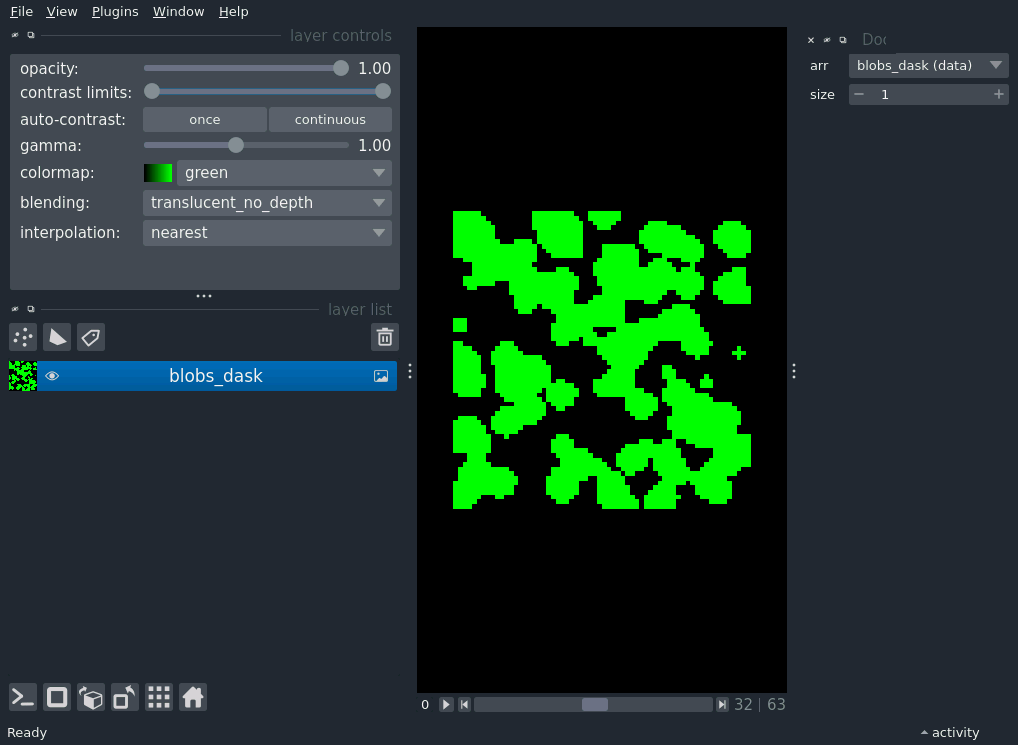 File View Plugins Window Help
layer controls
opacity: 1.00
contrast limits:
auto-contrast: once continuous
gamma: 1.00
colormap: green
blending: translucent_no_depth
interpolation: nearest
layer list
blobs_dask
0 32 | 63
Ready
activity
arr blobs_dask (data)
size 1